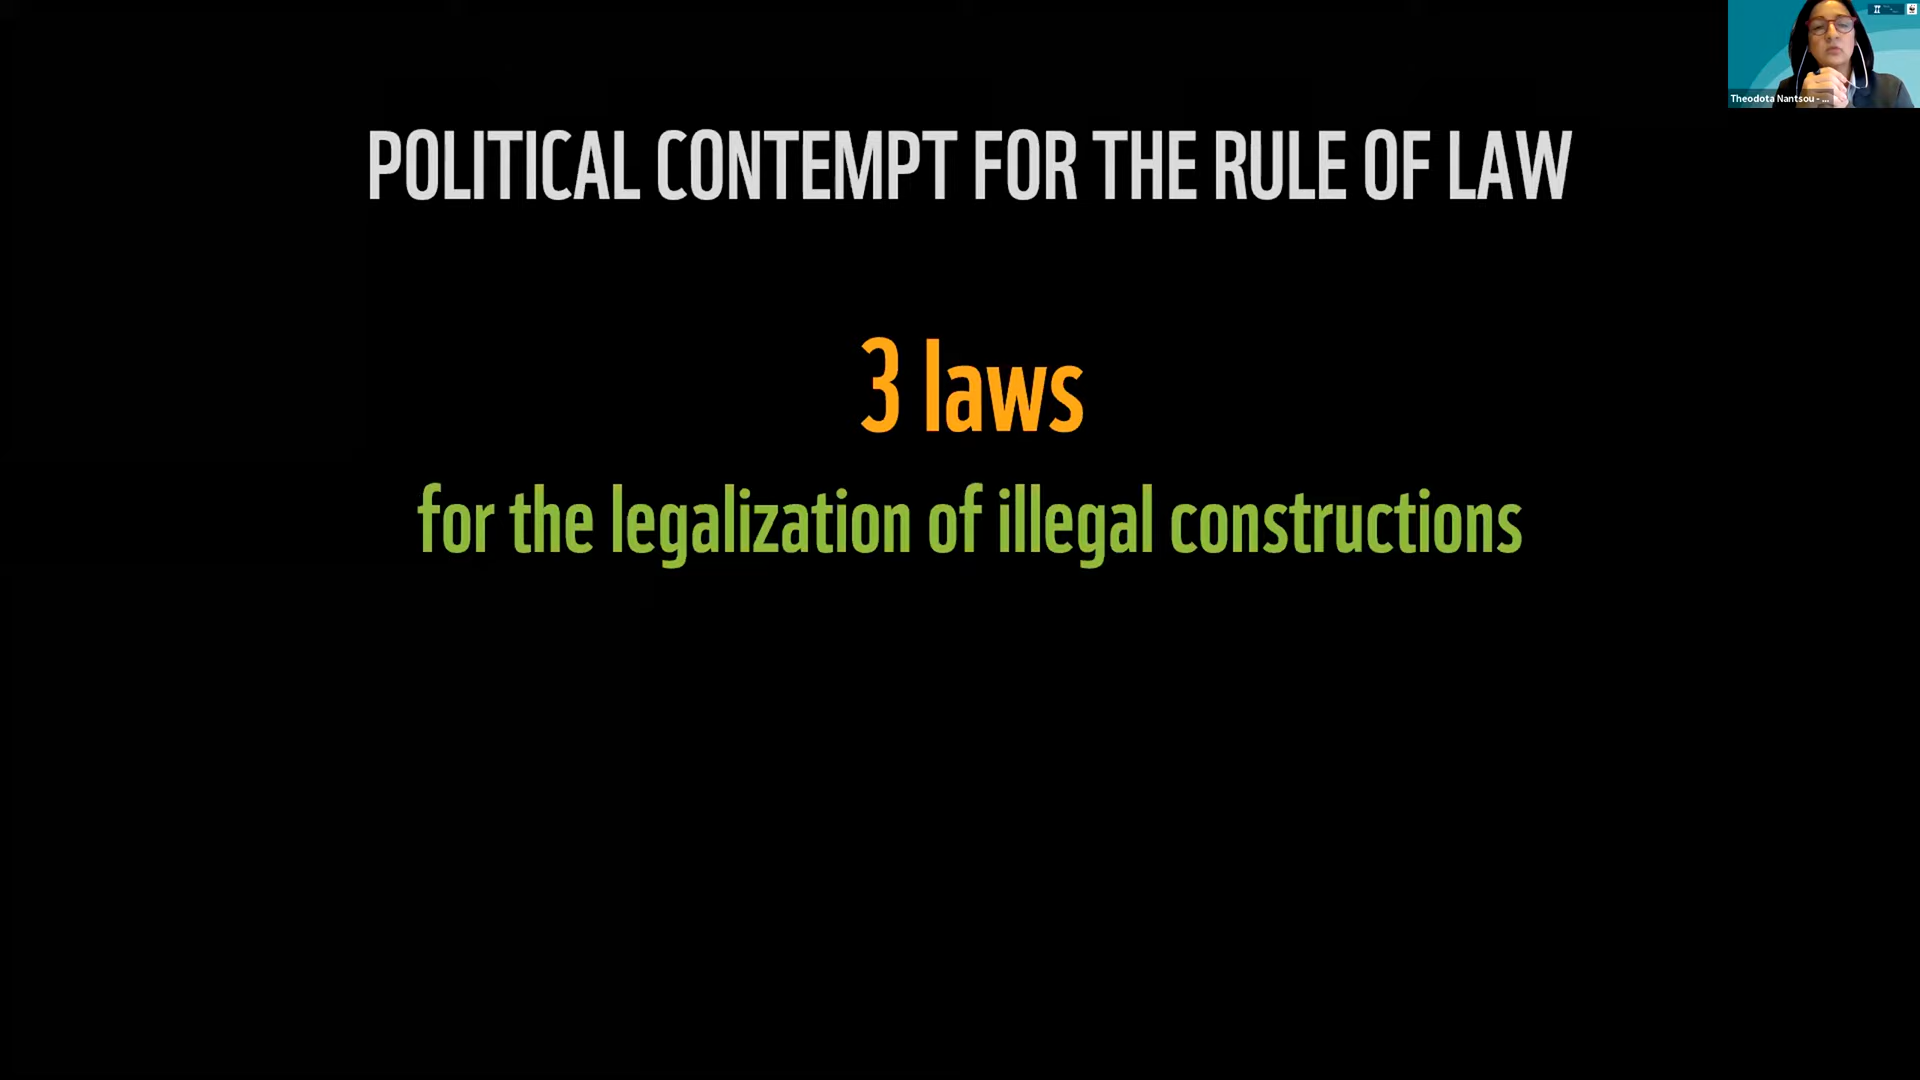 POLITICAL CONTEMPT FOR THE RULE OF LAW
3 laws
for the legalization of illegal constructions
Theodota Nantsou - ...